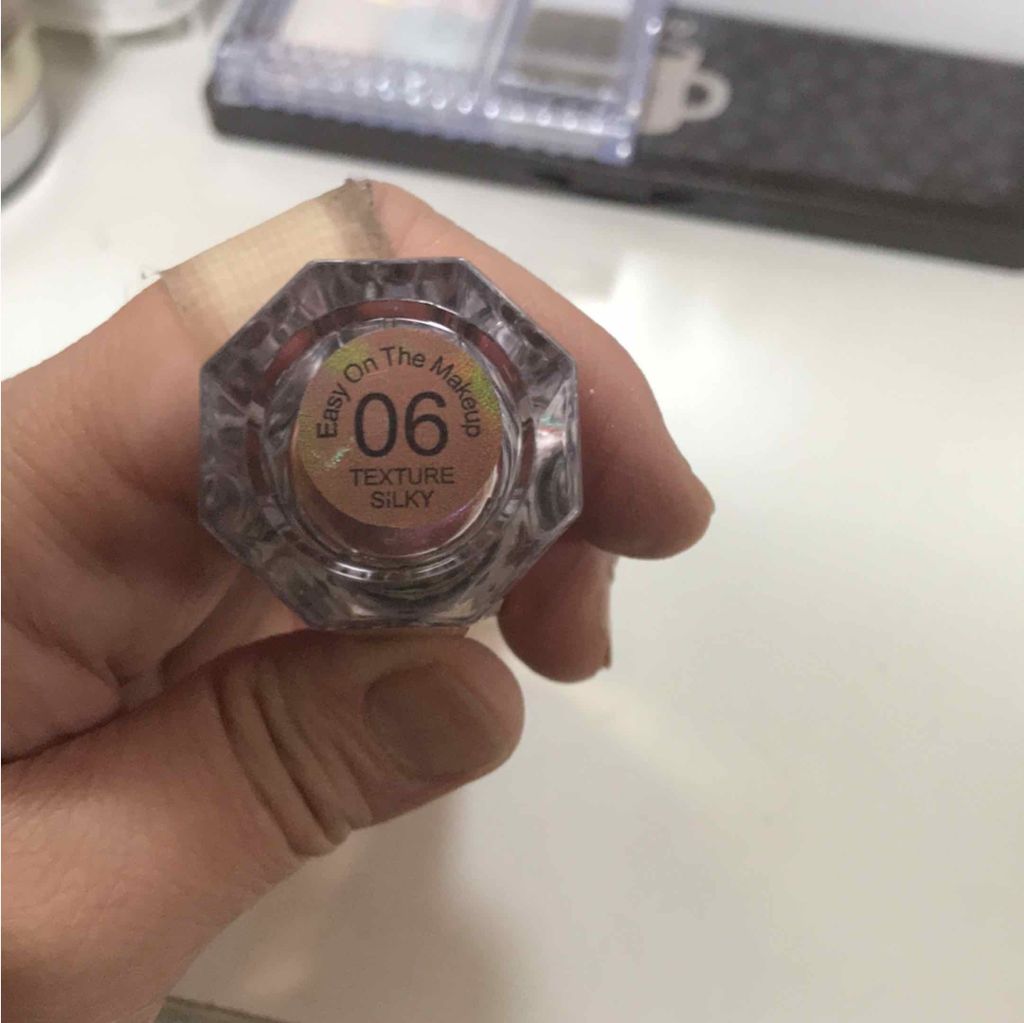 Easy On The Makeup
06
TEXTURE
SiLKY